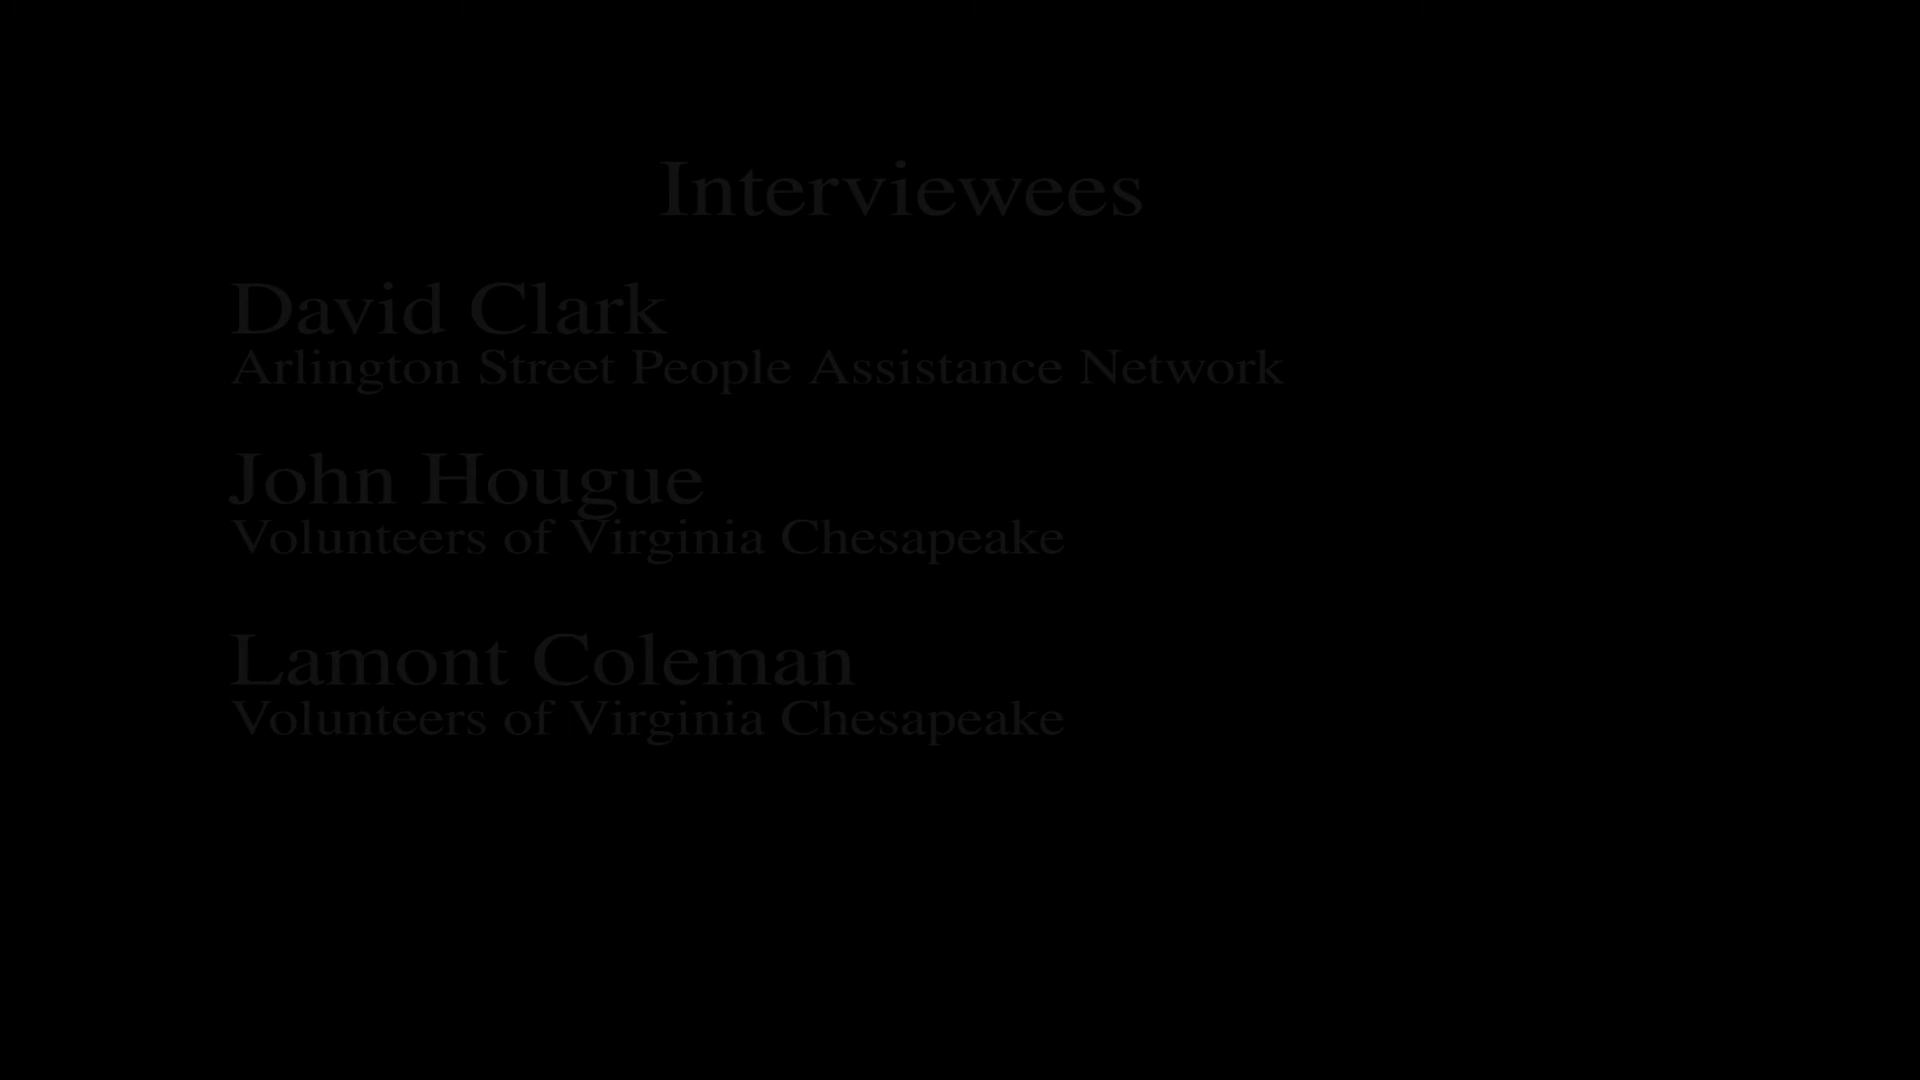 Interviewees
David Clark
Arlington Street People Assistance Network
John Hougue
Volunteers of Virginia Chesapeake
Lamont Coleman
Volunteers of Virginia Chesapeake